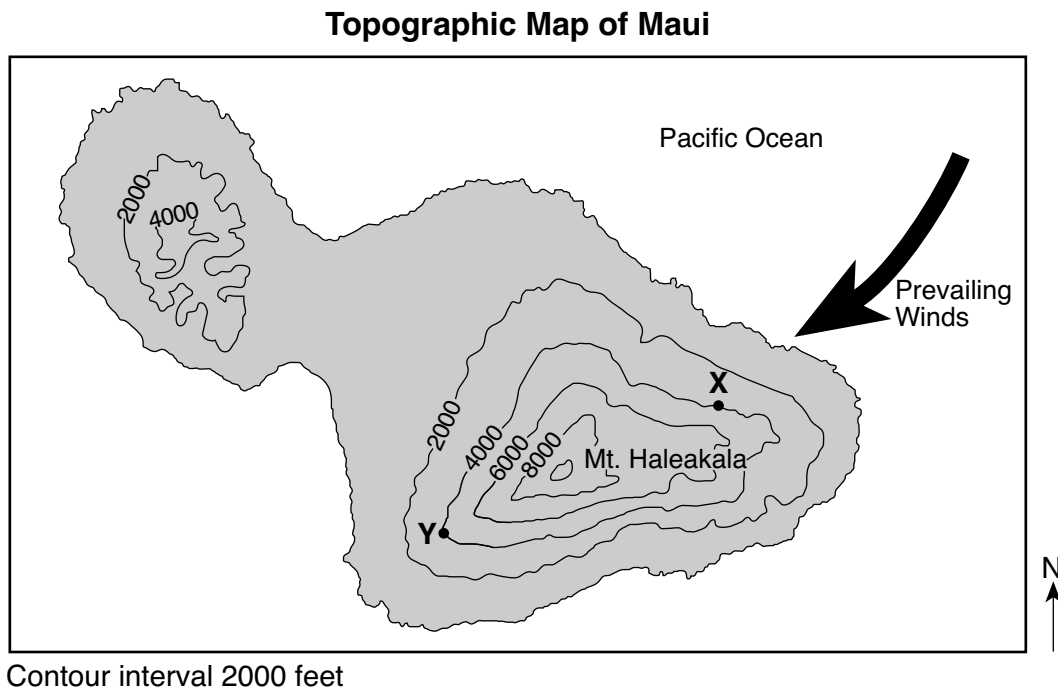 Topographic Map of Maui
Pacific Ocean
Prevailing
Winds
2000
4000
X
2000
4000
6000
8000
Mt. Haleakala
Y
N
Contour interval 2000 feet